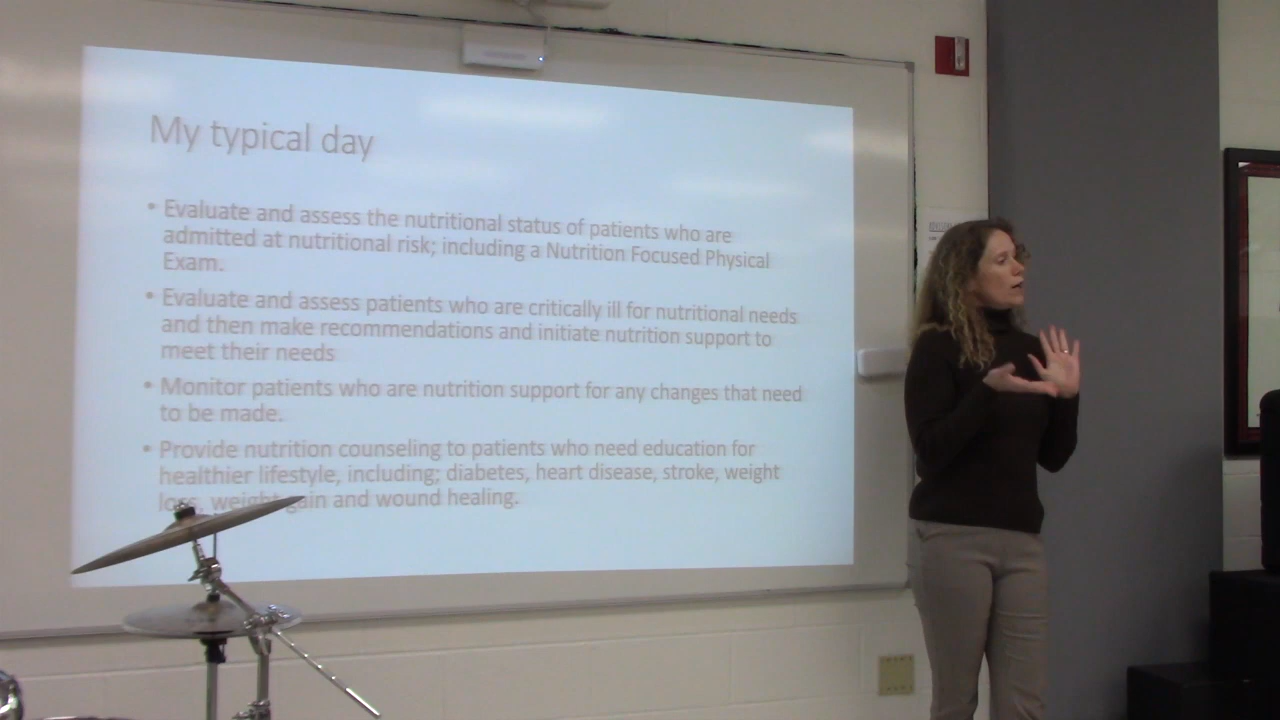 My typical day
• Evaluate and assess the nutritional status of patients who are
admitted at nutritional risk; including a Nutrition Focused Physical
Exam.
• Evaluate and assess patients who are critically ill for nutritional needs
and then make recommendations and initiate nutrition support to
meet their needs
• Monitor patients who are nutrition support for any changes that need
to be made.
• Provide nutrition counseling to patients who need education for
healthier lifestyle, including; diabetes, heart disease, stroke, weight
loss, weight gain and wound healing.